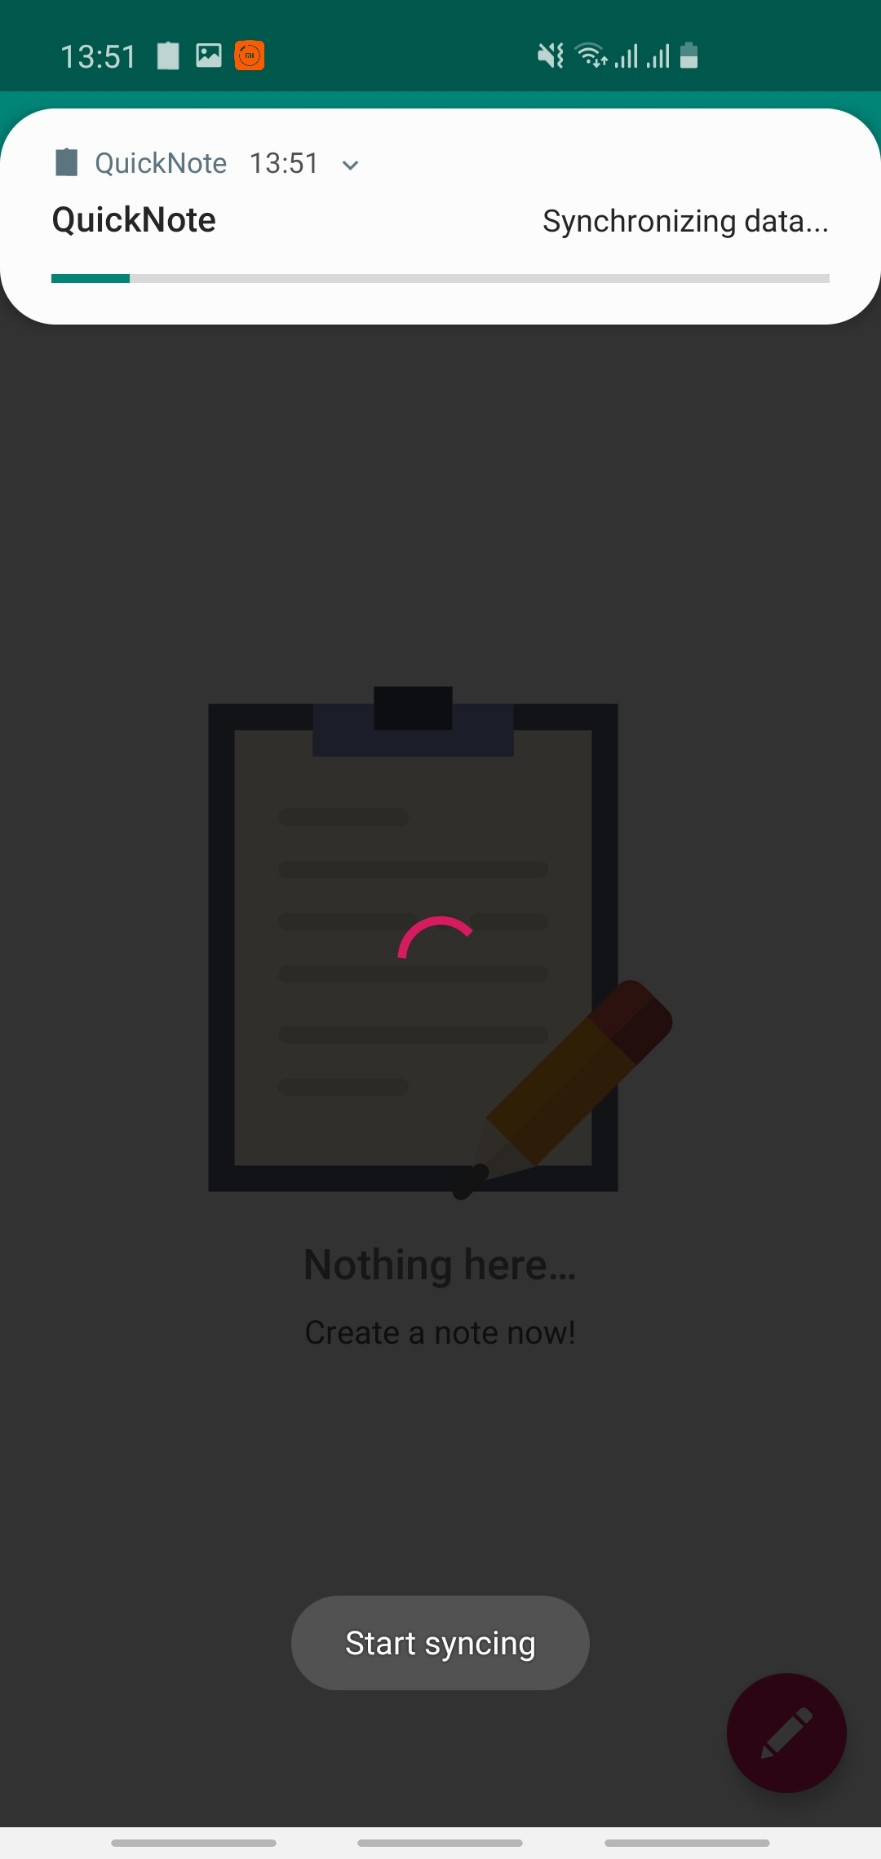 13:51
QuickNote 13:51
QuickNote Synchronizing data...
Nothing here...
Create a note now!
Start syncing